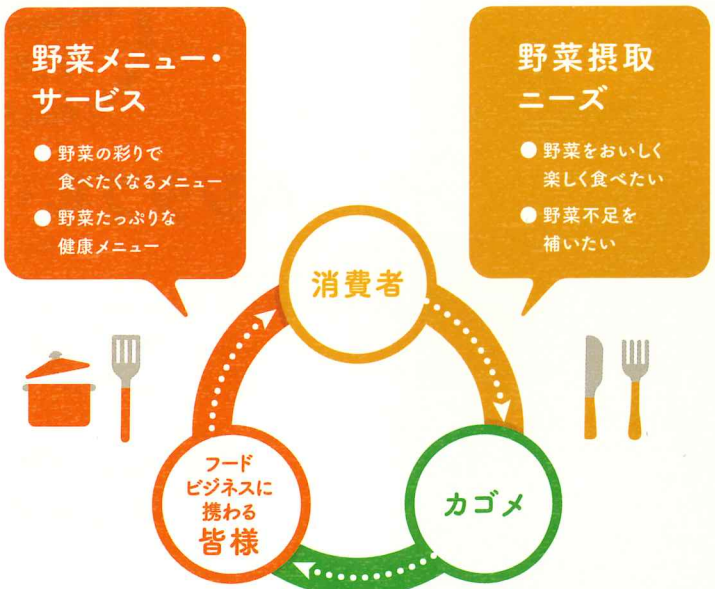 野菜メニュー・
サービス
● 野菜の彩りで
食べたくなるメニュー
● 野菜たっぷりな
健康メニュー
野菜摂取
ニーズ
● 野菜をおいしく
楽しく食べたい
● 野菜不足を
補いたい
消費者
フード
ビジネスに
携わる
皆様
カゴメ